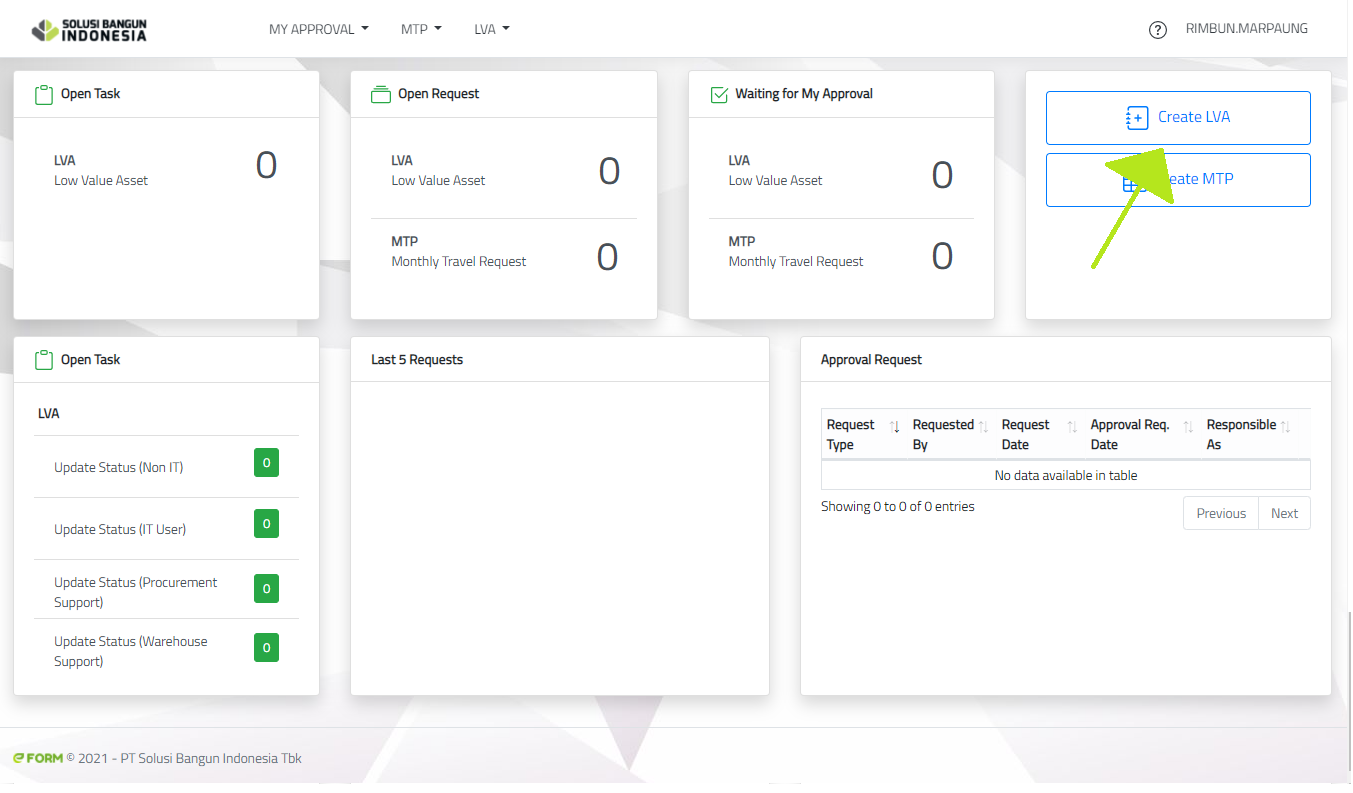 SOLUSI BANGUN
INDONESIA
MY APPROVAL
MTP
LVA
RIMBUN.MARPAUNG
Open Task
LVA
Low Value Asset
0
Open Request
LVA
Low Value Asset
0
MTP
Monthly Travel Request
0
Waiting for My Approval
LVA
Low Value Asset
0
MTP
Monthly Travel Request
0
Create LVA
eate MTP
Open Task
LVA
Update Status (Non IT)
0
Update Status (IT User)
0
Update Status (Procurement
Support)
0
Update Status (Warehouse
Support)
0
Last 5 Requests
Approval Request
Request
Type
Requested
By
Request
Date
Approval Req.
Date
Responsible
As
No data available in table
Showing 0 to 0 of 0 entries
Previous
Next
e FORM © 2021 - PT Solusi Bangun Indonesia Tbk